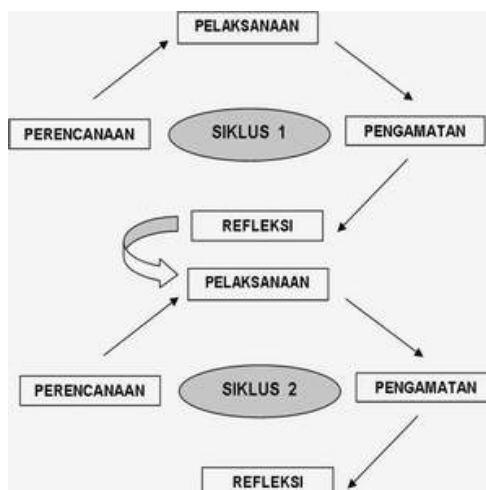 PELAKSANAAN
PERENCANAAN
SIKLUS 1
PENGAMATAN
REFLEKSI
PELAKSANAAN
PERENCANAAN
SIKLUS 2
PENGAMATAN
REFLEKSI